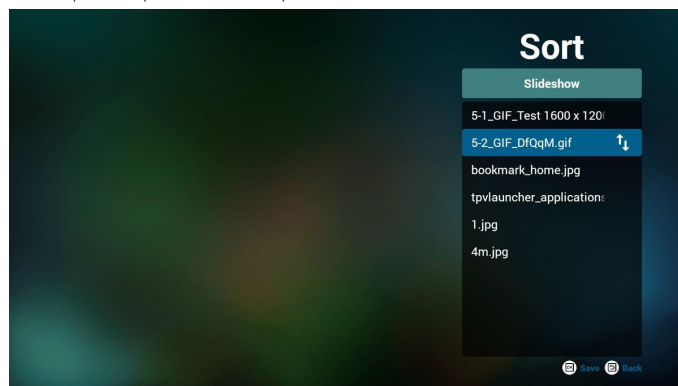 Sort
Slideshow
5-1_GIF_Test 1600 x 120
5-2_GIF_DfQqM.gif
bookmark_home.jpg
tpvlauncher_applications
1.jpg
4m.jpg
Save Back